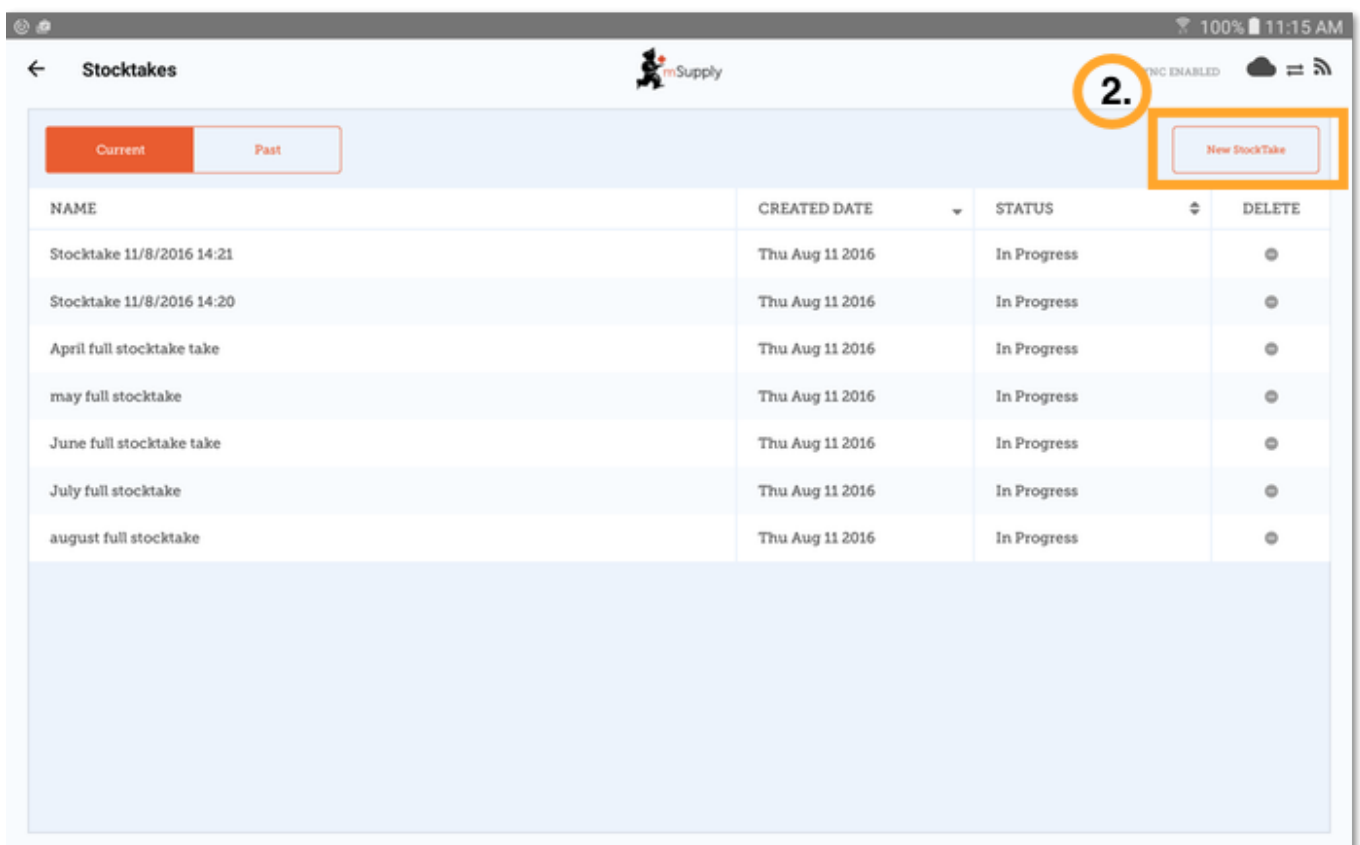 100% 11:15 AM
Stocktakes
mSupply
NC ENABLED
2.
Current Past
New StockTake
NAME CREATED DATE STATUS DELETE
Stocktake 11/8/2016 14:21 Thu Aug 11 2016 In Progress
Stocktake 11/8/2016 14:20 Thu Aug 11 2016 In Progress
April full stocktake take Thu Aug 11 2016 In Progress
may full stocktake Thu Aug 11 2016 In Progress
June full stocktake take Thu Aug 11 2016 In Progress
July full stocktake Thu Aug 11 2016 In Progress
august full stocktake Thu Aug 11 2016 In Progress